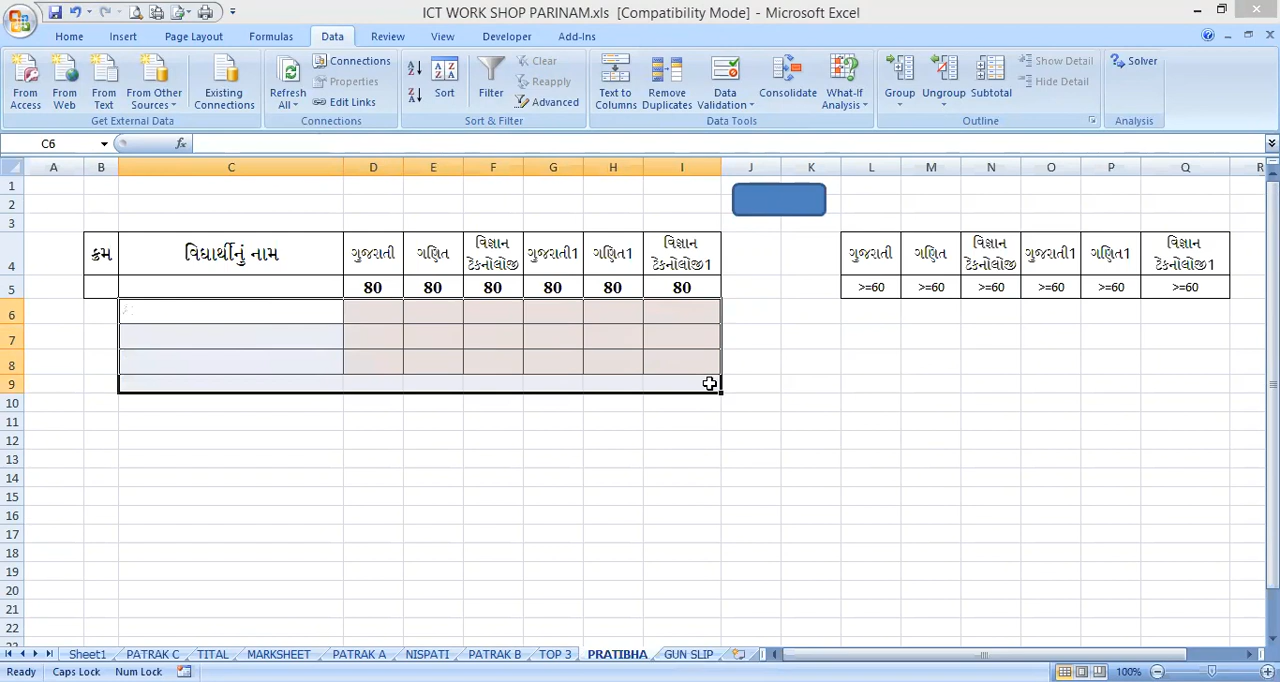 ICT WORK SHOP PARINAM.xls [Compatibility Mode] - Microsoft Excel
Home Insert Page Layout Formulas Data Review View Developer Add-Ins
From Access From Web From Text From Other Sources Existing Connections Refresh All Connections Properties Edit Links Sort Filter Clear Reapply Advanced Text to Columns Remove Duplicates Data Validation Consolidate What-If Analysis Group Ungroup Subtotal Show Detail Hide Detail Solver
Get External Data Connections Sort & Filter Data Tools Outline Analysis
C6 fx
A B C D E F G H I J K L M N O P Q R
1
2
3
4 ક્રમ વિદ્યાર્થીનું નામ ગુજરાતી ગણિત વિજ્ઞાન ટેકનોલોજી ગુજરાતી1 ગણિત1 વિજ્ઞાન ટેકનોલોજી1 ગુજરાતી ગણિત વિજ્ઞાન ટેકનોલોજી ગુજરાતી1 ગણિત1 વિજ્ઞાન ટેકનોલોજી1
5 80 80 80 80 80 80 >=60 >=60 >=60 >=60 >=60 >=60
6
7
8
9
10
11
12
13
14
15
16
17
18
19
20
21
22
Sheet1 PATRAK C TITAL MARKSHEET PATRAK A NISPATI PATRAK B TOP 3 PRATIBHA GUN SLIP
Ready Caps Lock Num Lock 100%